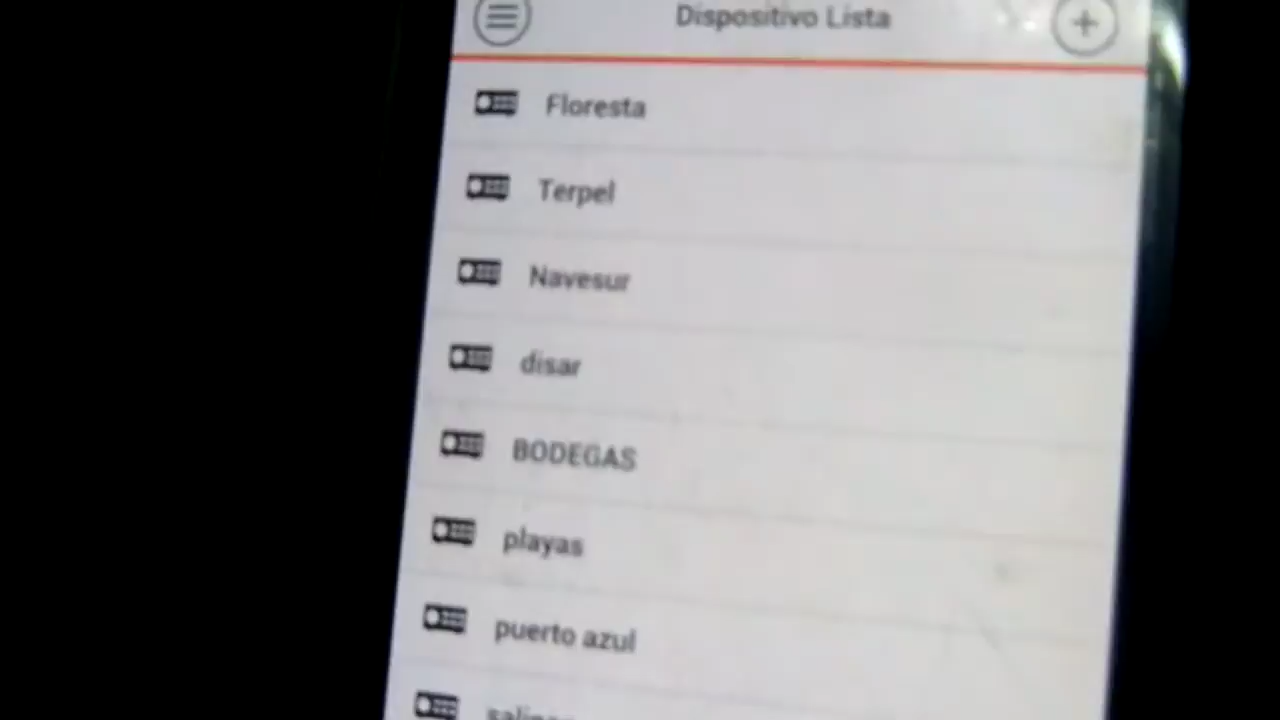 Dispositivo Lista
Floresta
Terpel
Navesur
disar
BODEGAS
playas
puerto azul